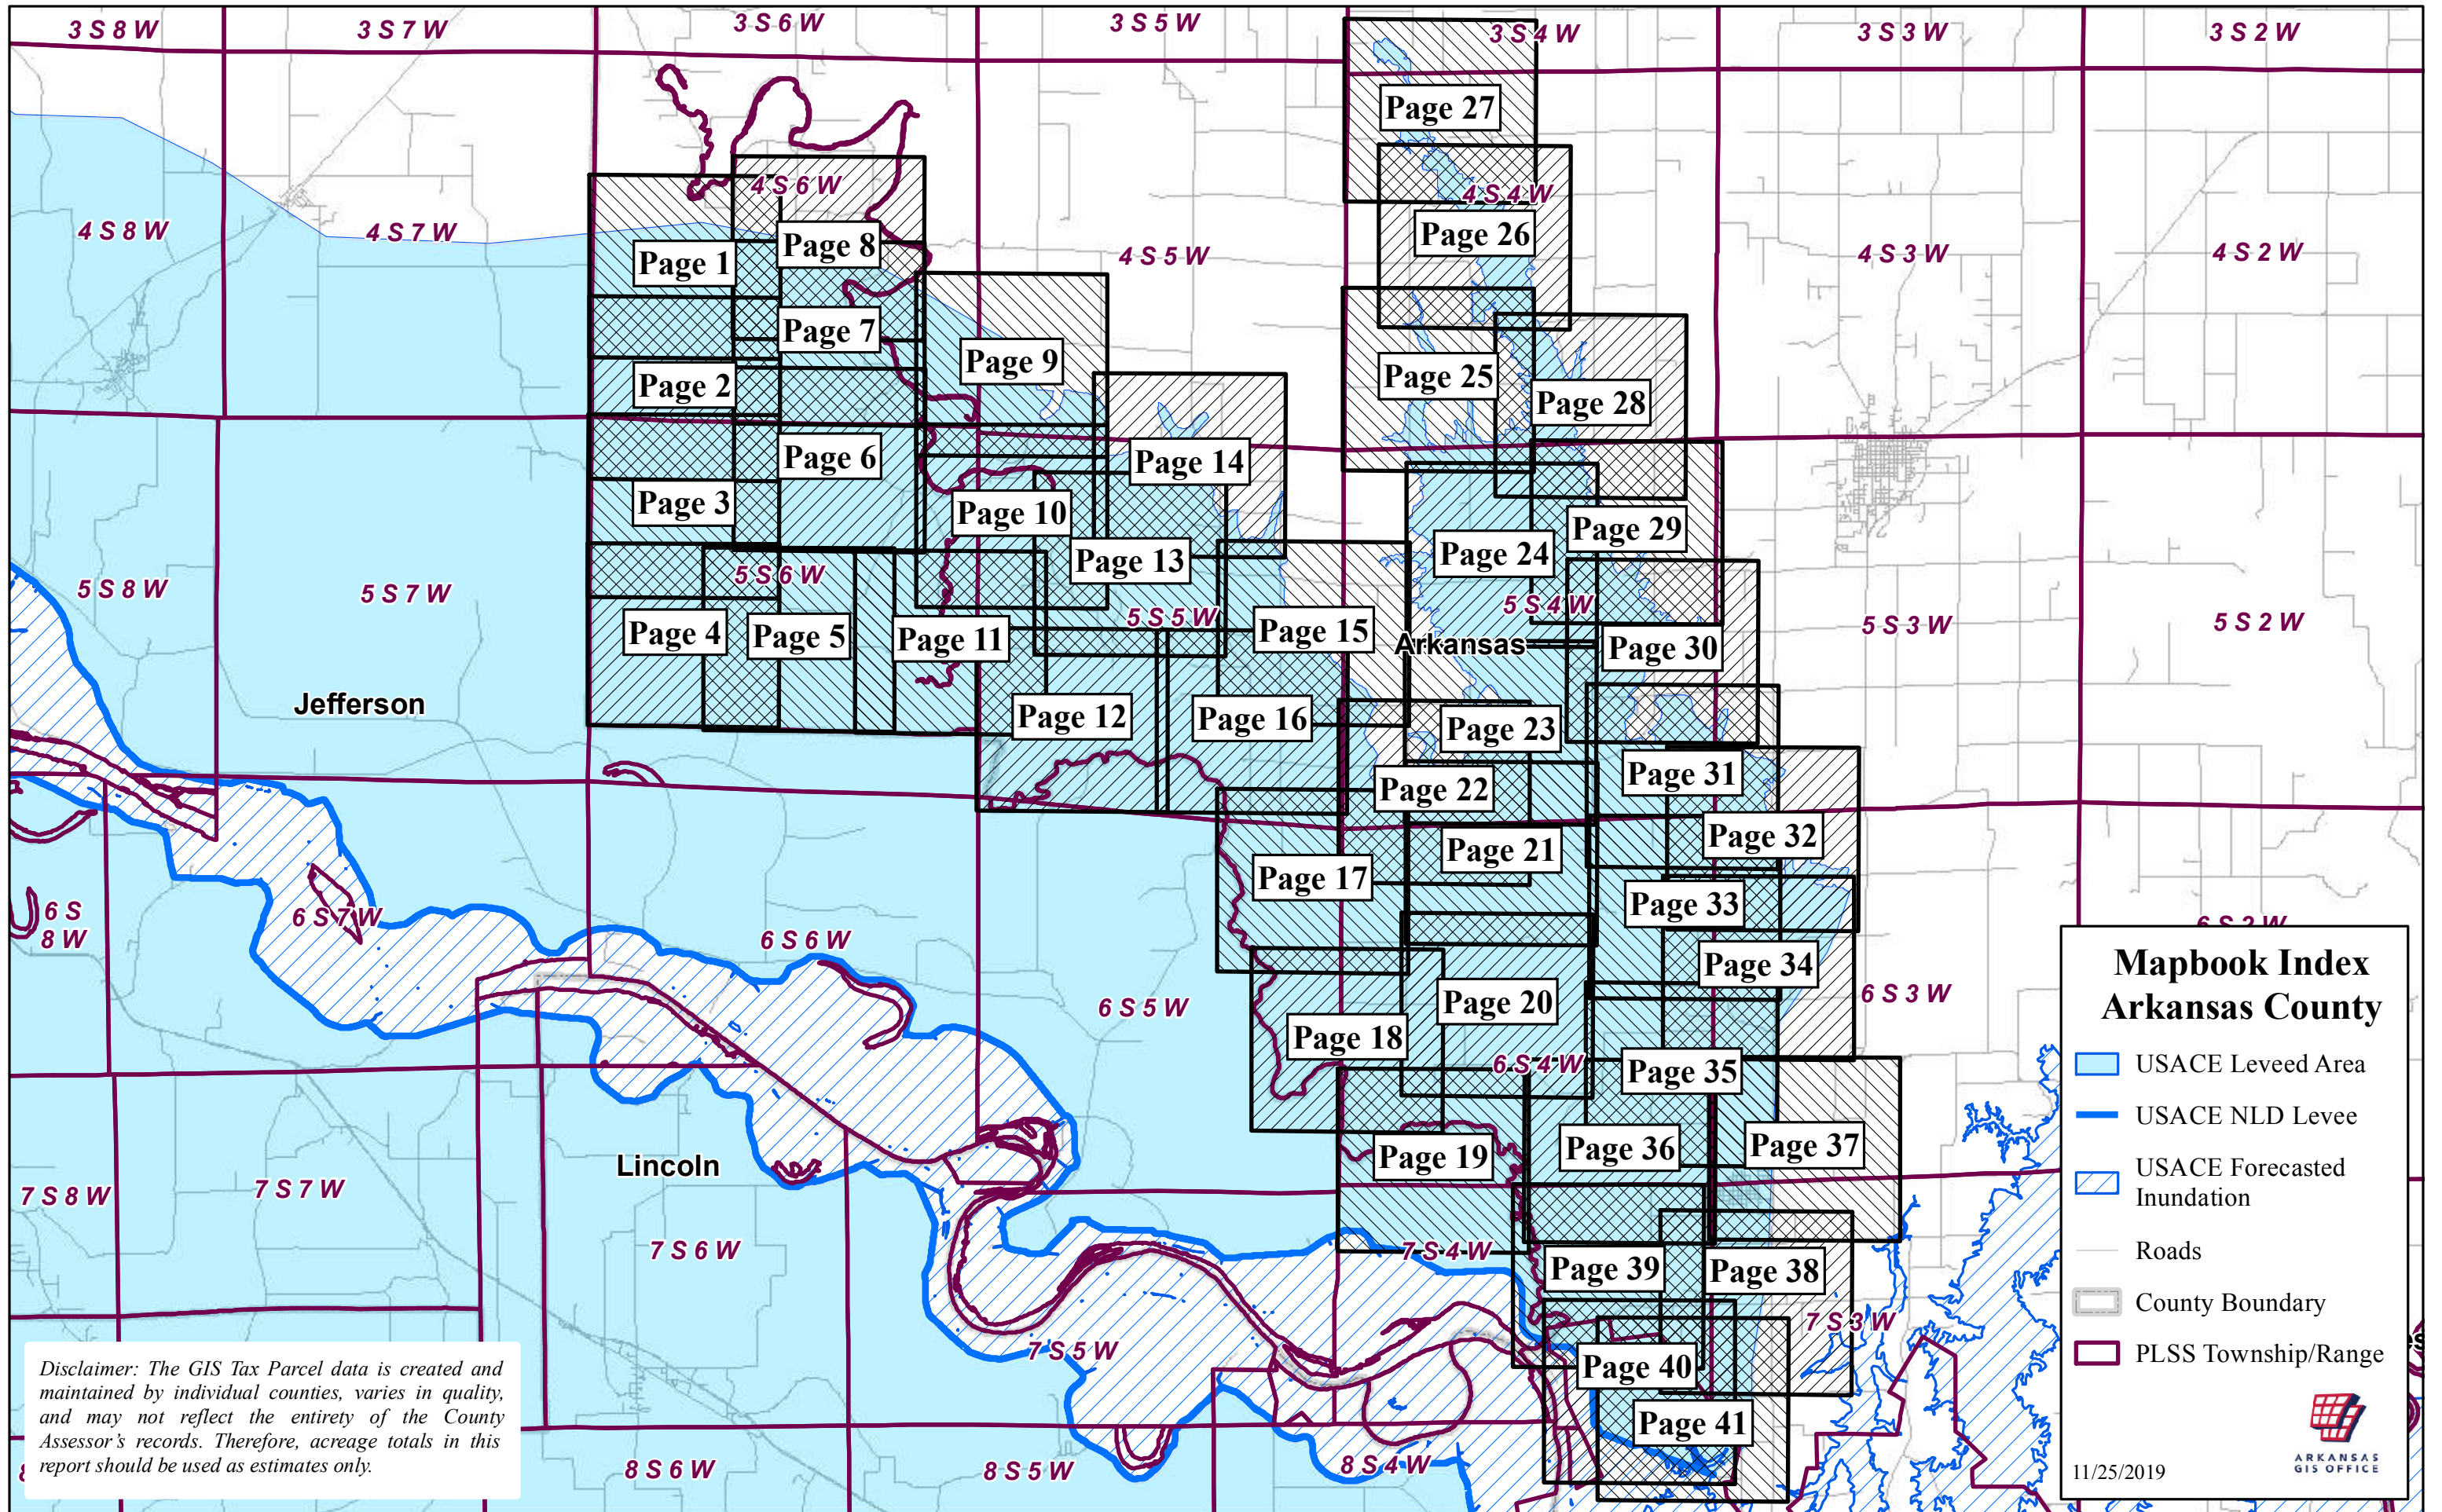 3 S 8 W
3 S 7 W
3 S 6 W
3 S 5 W
3 S 4 W
3 S 3 W
3 S 2 W
Page 27
4 S 6 W
4 S 4 W
4 S 8 W
4 S 7 W
Page 8
Page 26
4 S 5 W
4 S 3 W
4 S 2 W
Page 1
Page 7
Page 9
Page 25
Page 2
Page 28
Page 6
Page 14
Page 3
Page 10
Page 29
Page 24
Page 13
5 S 8 W
5 S 7 W
5 S 6 W
5 S 5 W
5 S 4 W
5 S 3 W
5 S 2 W
Page 4
Page 5
Page 11
Page 15
Arkansas
Page 30
Jefferson
Page 12
Page 16
Page 23
Page 31
Page 22
Page 32
Page 21
Page 17
Page 33
6 S
8 W
6 S 7 W
6 S 6 W
6 S 2 W
Page 34
6 S 5 W
Page 20
6 S 3 W
Page 18
6 S 4 W
Page 35
Page 36
Page 37
Page 19
Lincoln
7 S 8 W
7 S 7 W
7 S 6 W
7 S 4 W
Page 39
Page 38
7 S 3 W
7 S 5 W
Page 40
Page 41
8 S 6 W
8 S 5 W
8 S 4 W
Mapbook Index
Arkansas County
USACE Leveed Area
USACE NLD Levee
USACE Forecasted
Inundation
Roads
County Boundary
PLSS Township/Range
11/25/2019
ARKANSAS
GIS OFFICE
Disclaimer: The GIS Tax Parcel data is created and
maintained by individual counties, varies in quality,
and may not reflect the entirety of the County
Assessor's records. Therefore, acreage totals in this
report should be used as estimates only.